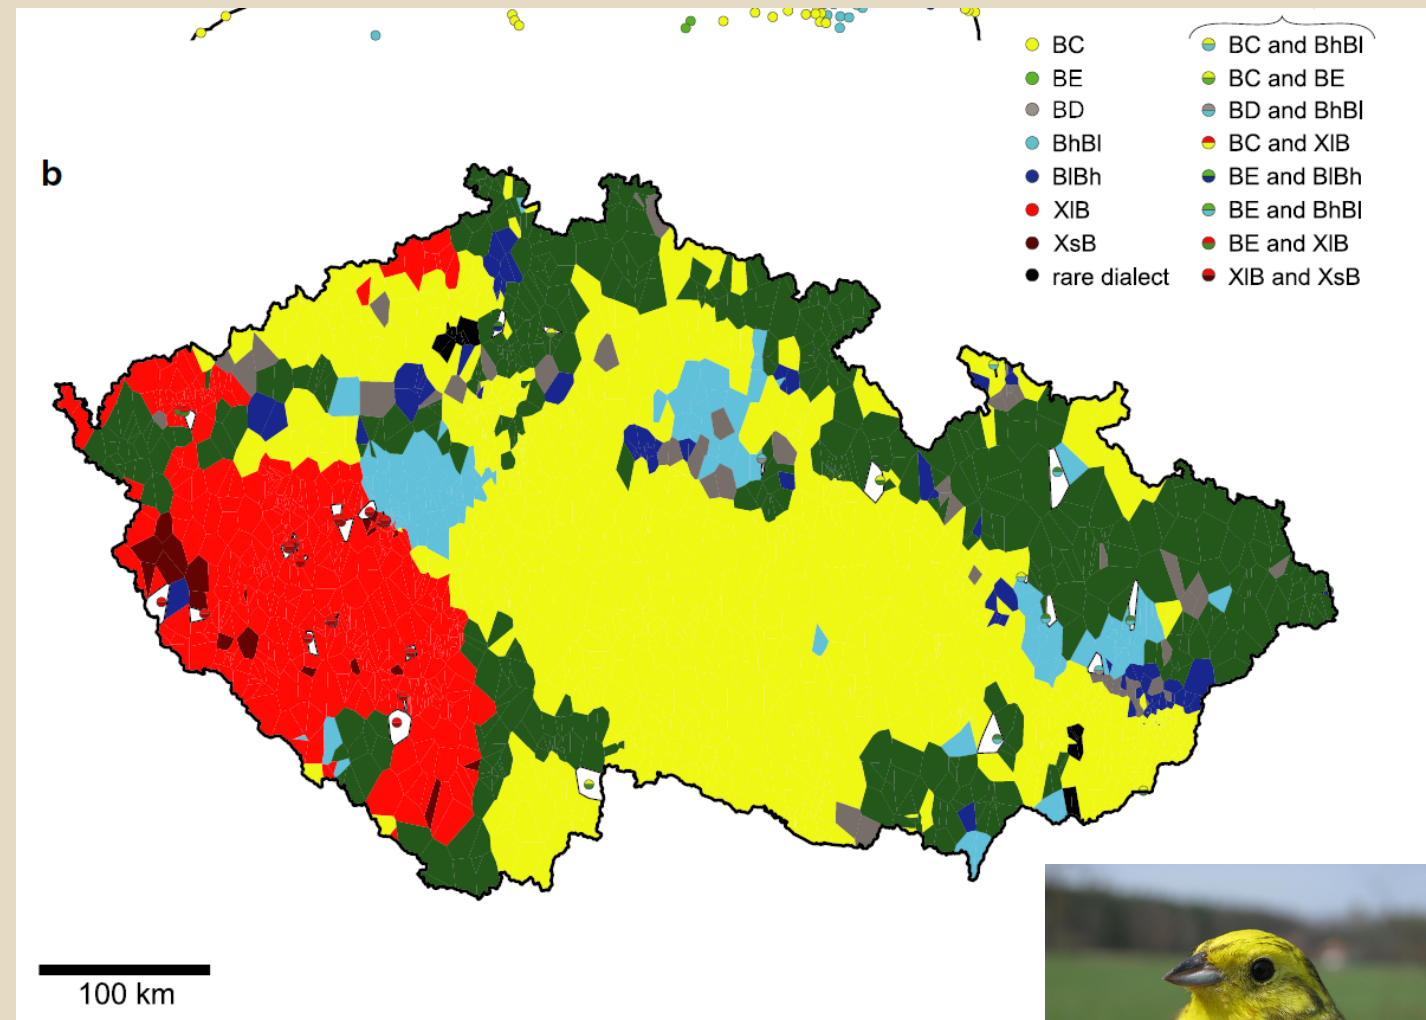 BC
BE
BD
BhBl
BlBh
XlB
XsB
rare dialect
BC and BhBl
BC and BE
BD and BhBl
BC and XlB
BE and BlBh
BE and BhBl
BE and XlB
XlB and XsB
b
100 km